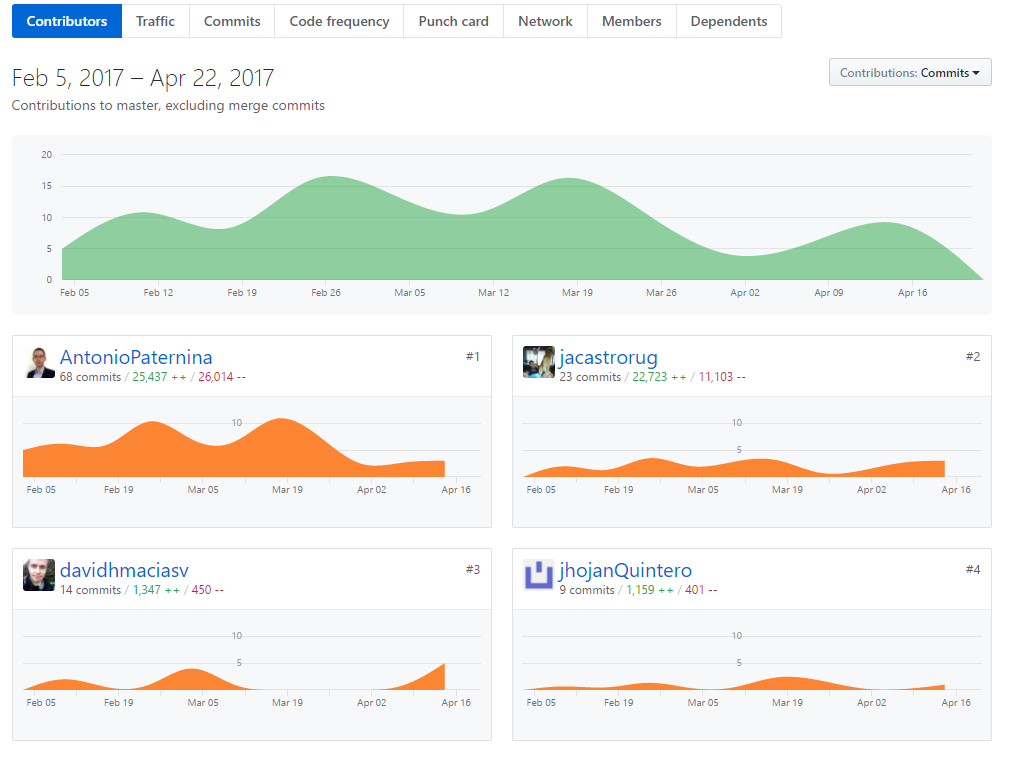 Contributors Traffic Commits Code frequency Punch card Network Members Dependents
Feb 5, 2017 – Apr 22, 2017
Contributions: Commits
Contributions to master, excluding merge commits
20
15
10
5
0
Feb 05 Feb 12 Feb 19 Feb 26 Mar 05 Mar 12 Mar 19 Mar 26 Apr 02 Apr 09 Apr 16
AntonioPaternina #1
68 commits / 25,437 ++ / 26,014 --
10
Feb 05 Feb 19 Mar 05 Mar 19 Apr 02 Apr 16
jacastrorug #2
23 commits / 22,723 ++ / 11,103 --
10
5
Feb 05 Feb 19 Mar 05 Mar 19 Apr 02 Apr 16
davidhmaciasv #3
14 commits / 1,347 ++ / 450 --
10
5
Feb 05 Feb 19 Mar 05 Mar 19 Apr 02 Apr 16
jhojanQuintero #4
9 commits / 1,159 ++ / 401 --
10
5
Feb 05 Feb 19 Mar 05 Mar 19 Apr 02 Apr 16